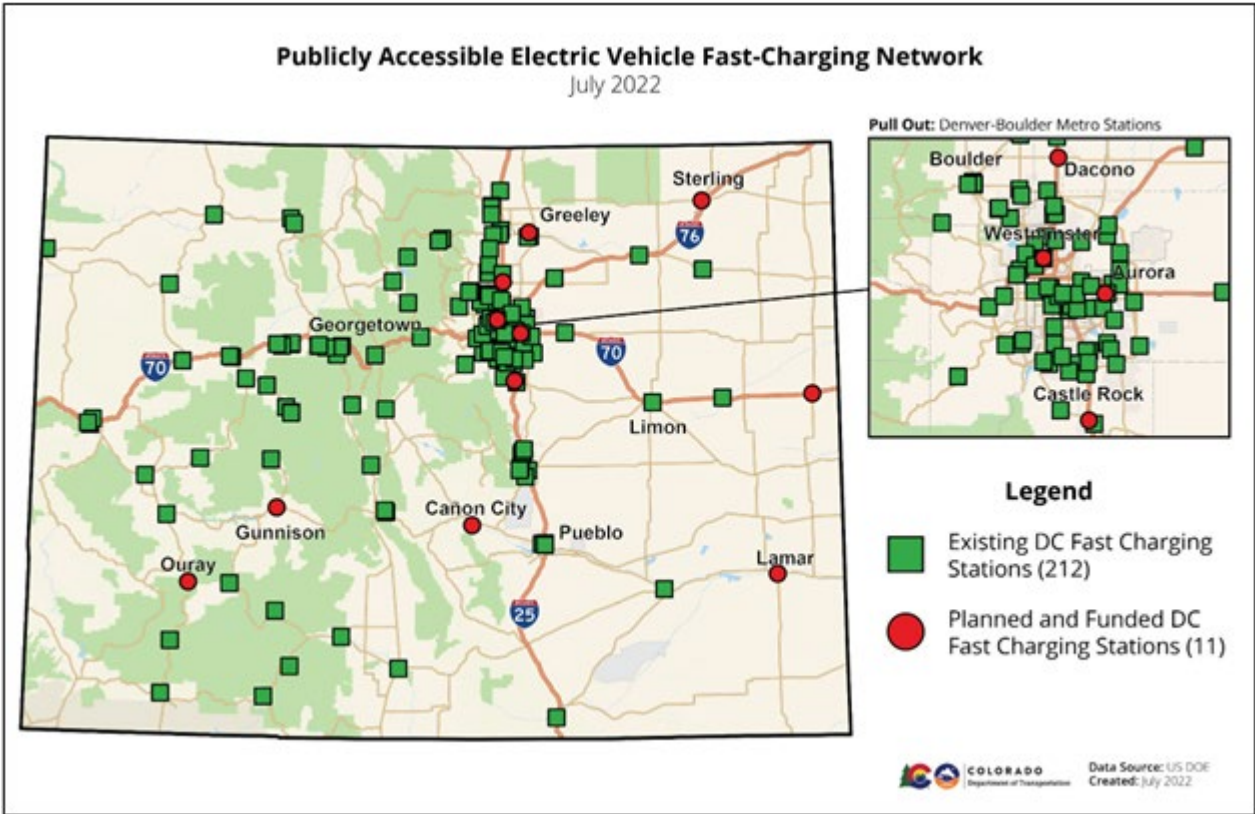 Publicly Accessible Electric Vehicle Fast-Charging Network
July 2022
Pull Out: Denver-Boulder Metro Stations
Boulder
Dacono
Westminster
Aurora
Castle Rock
Sterling
Greeley
76
Georgetown
70
70
Limon
Cañon City
Gunnison
Pueblo
Ouray
Lamar
25
Legend
Existing DC Fast Charging
Stations (212)
Planned and Funded DC
Fast Charging Stations (11)
COLORADO
Department of Transportation
Data Source: US DOE
Created: July 2022